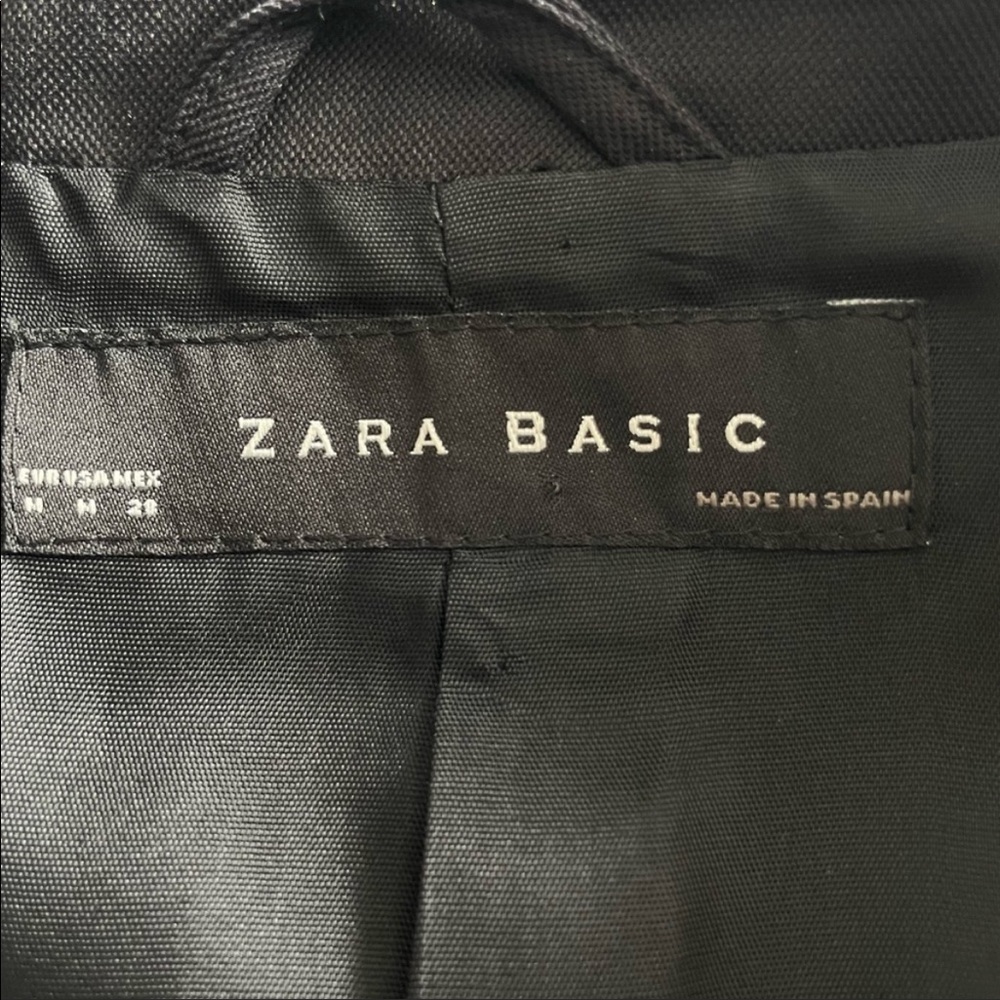 ZARA BASIC
EUR USA MEX
M M 28
MADE IN SPAIN